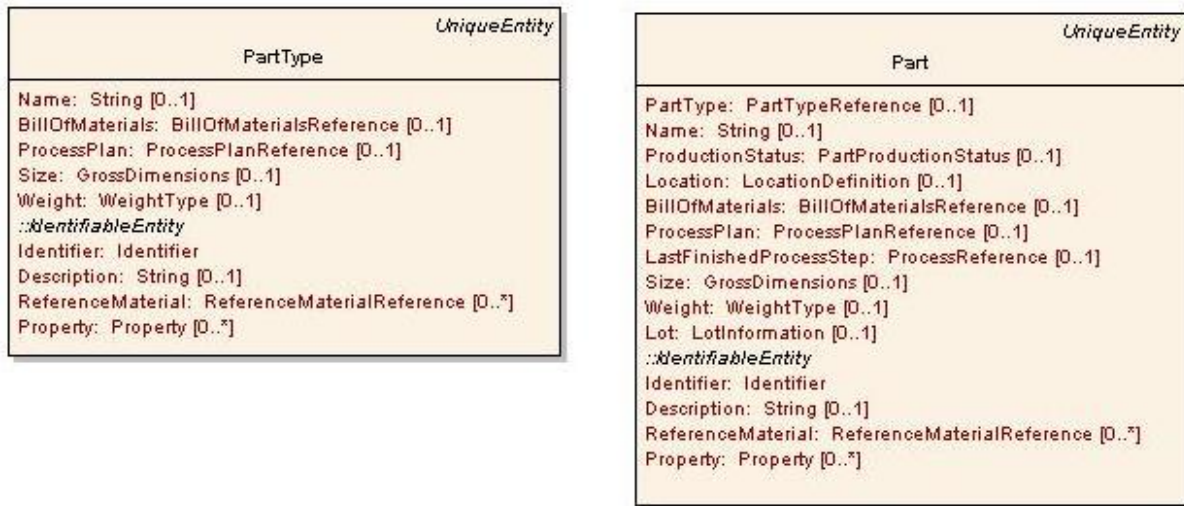 UniqueEntity
PartType
Name: String [0..1]
BillOfMaterials: BillOfMaterialsReference [0..1]
ProcessPlan: ProcessPlanReference [0..1]
Size: GrossDimensions [0..1]
Weight: WeightType [0..1]
::IdentifiableEntity
Identifier: Identifier
Description: String [0..1]
ReferenceMaterial: ReferenceMaterialReference [0..*]
Property: Property [0..*]
UniqueEntity
Part
PartType: PartTypeReference [0..1]
Name: String [0..1]
ProductionStatus: PartProductionStatus [0..1]
Location: LocationDefinition [0..1]
BillOfMaterials: BillOfMaterialsReference [0..1]
ProcessPlan: ProcessPlanReference [0..1]
LastFinishedProcessStep: ProcessReference [0..1]
Size: GrossDimensions [0..1]
Weight: WeightType [0..1]
Lot: LotInformation [0..1]
::IdentifiableEntity
Identifier: Identifier
Description: String [0..1]
ReferenceMaterial: ReferenceMaterialReference [0..*]
Property: Property [0..*]